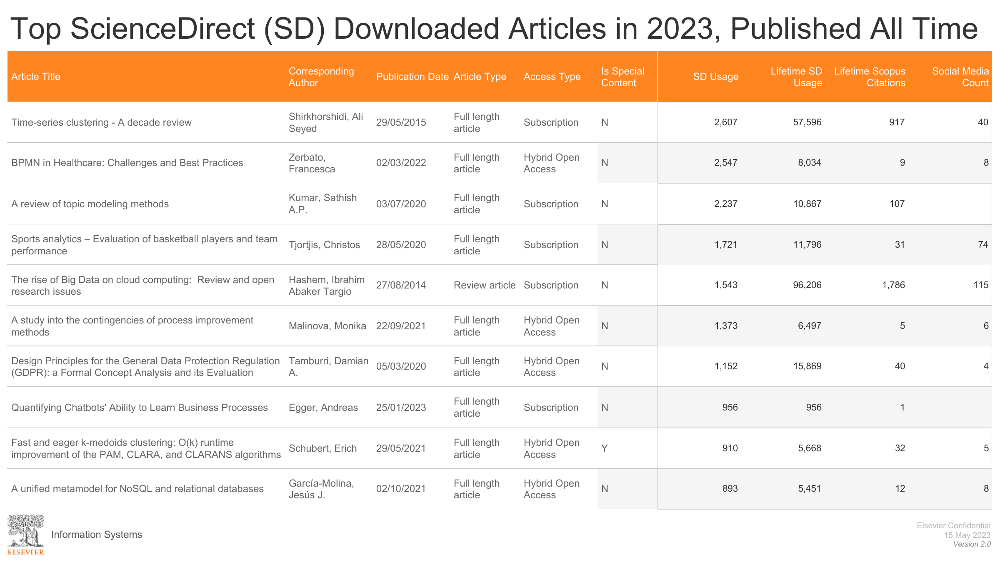 Top ScienceDirect (SD) Downloaded Articles in 2023, Published All Time
Article Title
Corresponding
Author
Publication Date
Article Type
Access Type
Is Special
Content
SD Usage
Lifetime SD
Usage
Lifetime Scopus
Citations
Social Media
Count
Time-series clustering - A decade review
Shirkhorshidi, Ali
Seyed
29/05/2015
Full length
article
Subscription
N
2,607
57,596
917
40
BPMN in Healthcare: Challenges and Best Practices
Zerbato,
Francesca
02/03/2022
Full length
article
Hybrid Open
Access
N
2,547
8,034
9
8
A review of topic modeling methods
Kumar, Sathish
A.P.
03/07/2020
Full length
article
Subscription
N
2,237
10,867
107
Sports analytics – Evaluation of basketball players and team
performance
Tjortjis, Christos
28/05/2020
Full length
article
Subscription
N
1,721
11,796
31
74
The rise of Big Data on cloud computing:  Review and open
research issues
Hashem, Ibrahim
Abaker Targio
27/08/2014
Review article
Subscription
N
1,543
96,206
1,786
115
A study into the contingencies of process improvement
methods
Malinova, Monika
22/09/2021
Full length
article
Hybrid Open
Access
N
1,373
6,497
5
6
Design Principles for the General Data Protection Regulation
(GDPR): a Formal Concept Analysis and its Evaluation
Tamburri, Damian
A.
05/03/2020
Full length
article
Hybrid Open
Access
N
1,152
15,869
40
4
Quantifying Chatbots' Ability to Learn Business Processes
Egger, Andreas
25/01/2023
Full length
article
Subscription
N
956
956
1
Fast and eager k-medoids clustering: O(k) runtime
improvement of the PAM, CLARA, and CLARANS algorithms
Schubert, Erich
29/05/2021
Full length
article
Hybrid Open
Access
Y
910
5,668
32
5
A unified metamodel for NoSQL and relational databases
García-Molina,
Jesús J.
02/10/2021
Full length
article
Hybrid Open
Access
N
893
5,451
12
8
ELSEVIER
Information Systems
Elsevier Confidential
15 May 2023
Version 2.0